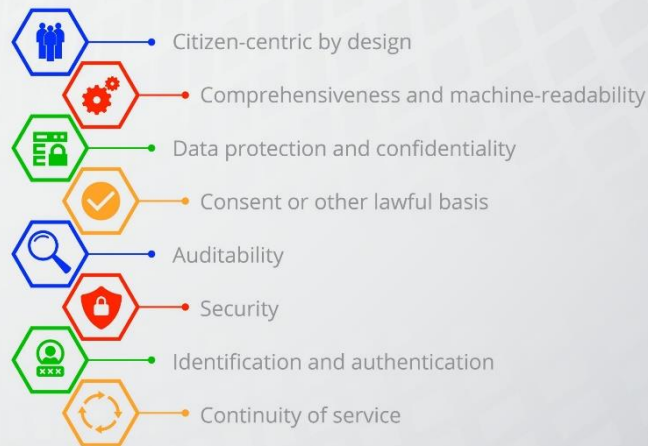 Citizen-centric by design
Comprehensiveness and machine-readability
Data protection and confidentiality
Consent or other lawful basis
Auditability
Security
xxx
Identification and authentication
Continuity of service